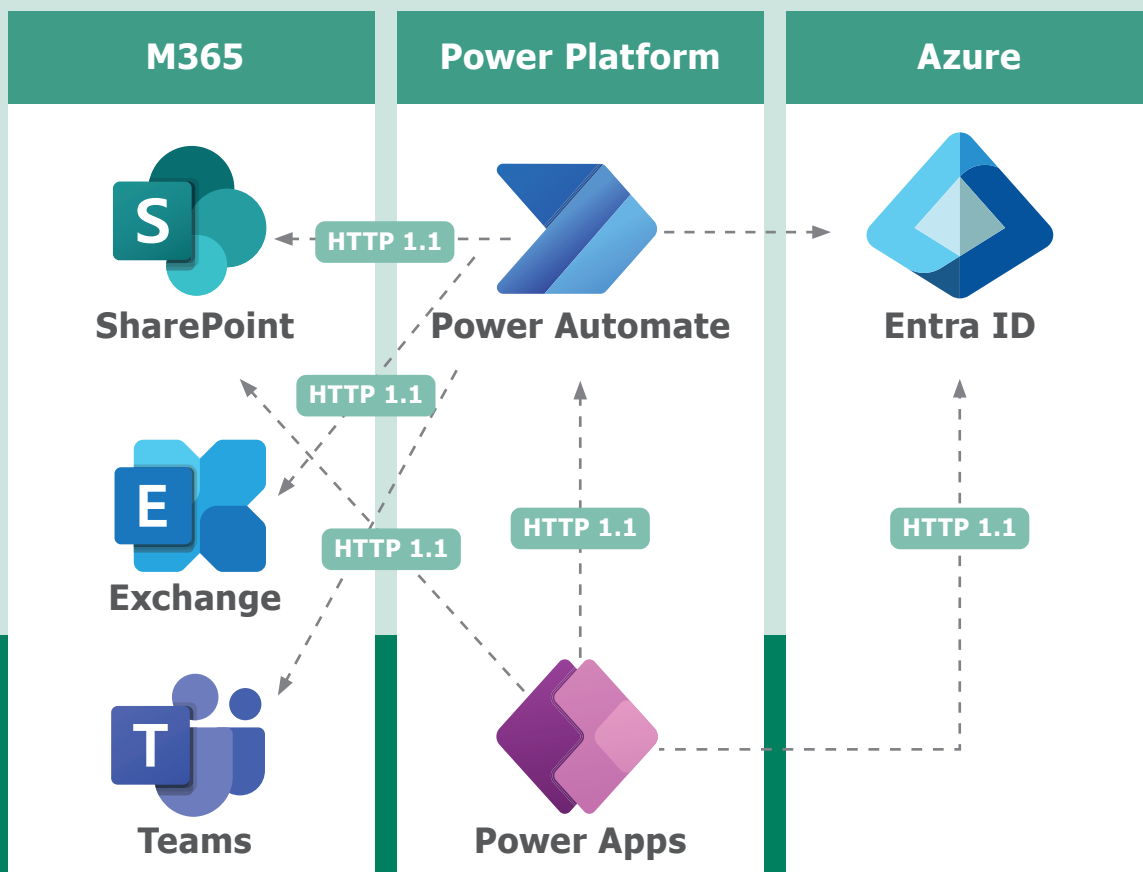 M365
Power Platform
Azure
S
HTTP 1.1
SharePoint
Power Automate
Entra ID
HTTP 1.1
E
HTTP 1.1
HTTP 1.1
HTTP 1.1
Exchange
T
Teams
Power Apps